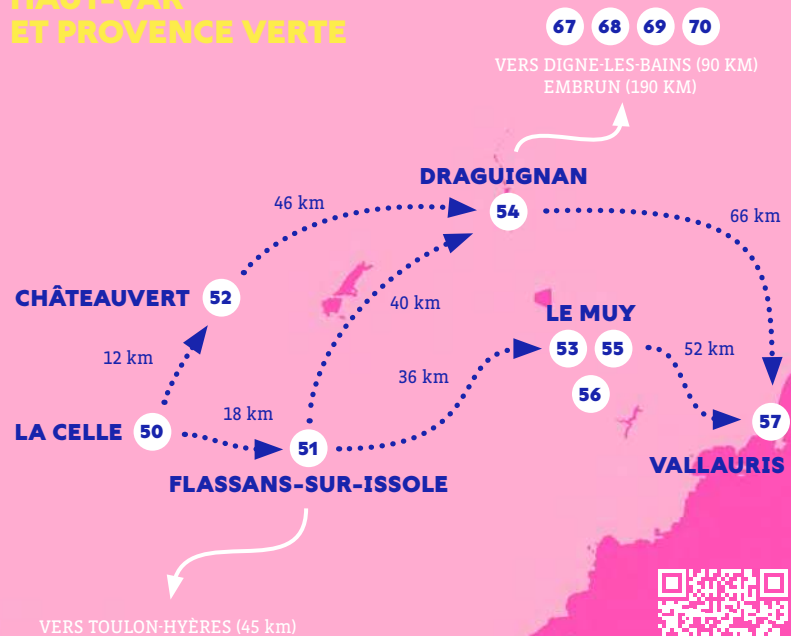 HAUT-VAR
ET PROVENCE VERTE
67 68 69 70
VERS DIGNE-LES-BAINS (90 KM)
EMBRUN (190 KM)
DRAGUIGNAN
54
46 km
66 km
CHÂTEAUVERT 52
40 km
LE MUY
53 55
56
12 km
36 km
52 km
18 km
LA CELLE 50
51
57
FLASSANS-SUR-ISSOLE
VALLAURIS
VERS TOULON-HYÈRES (45 km)